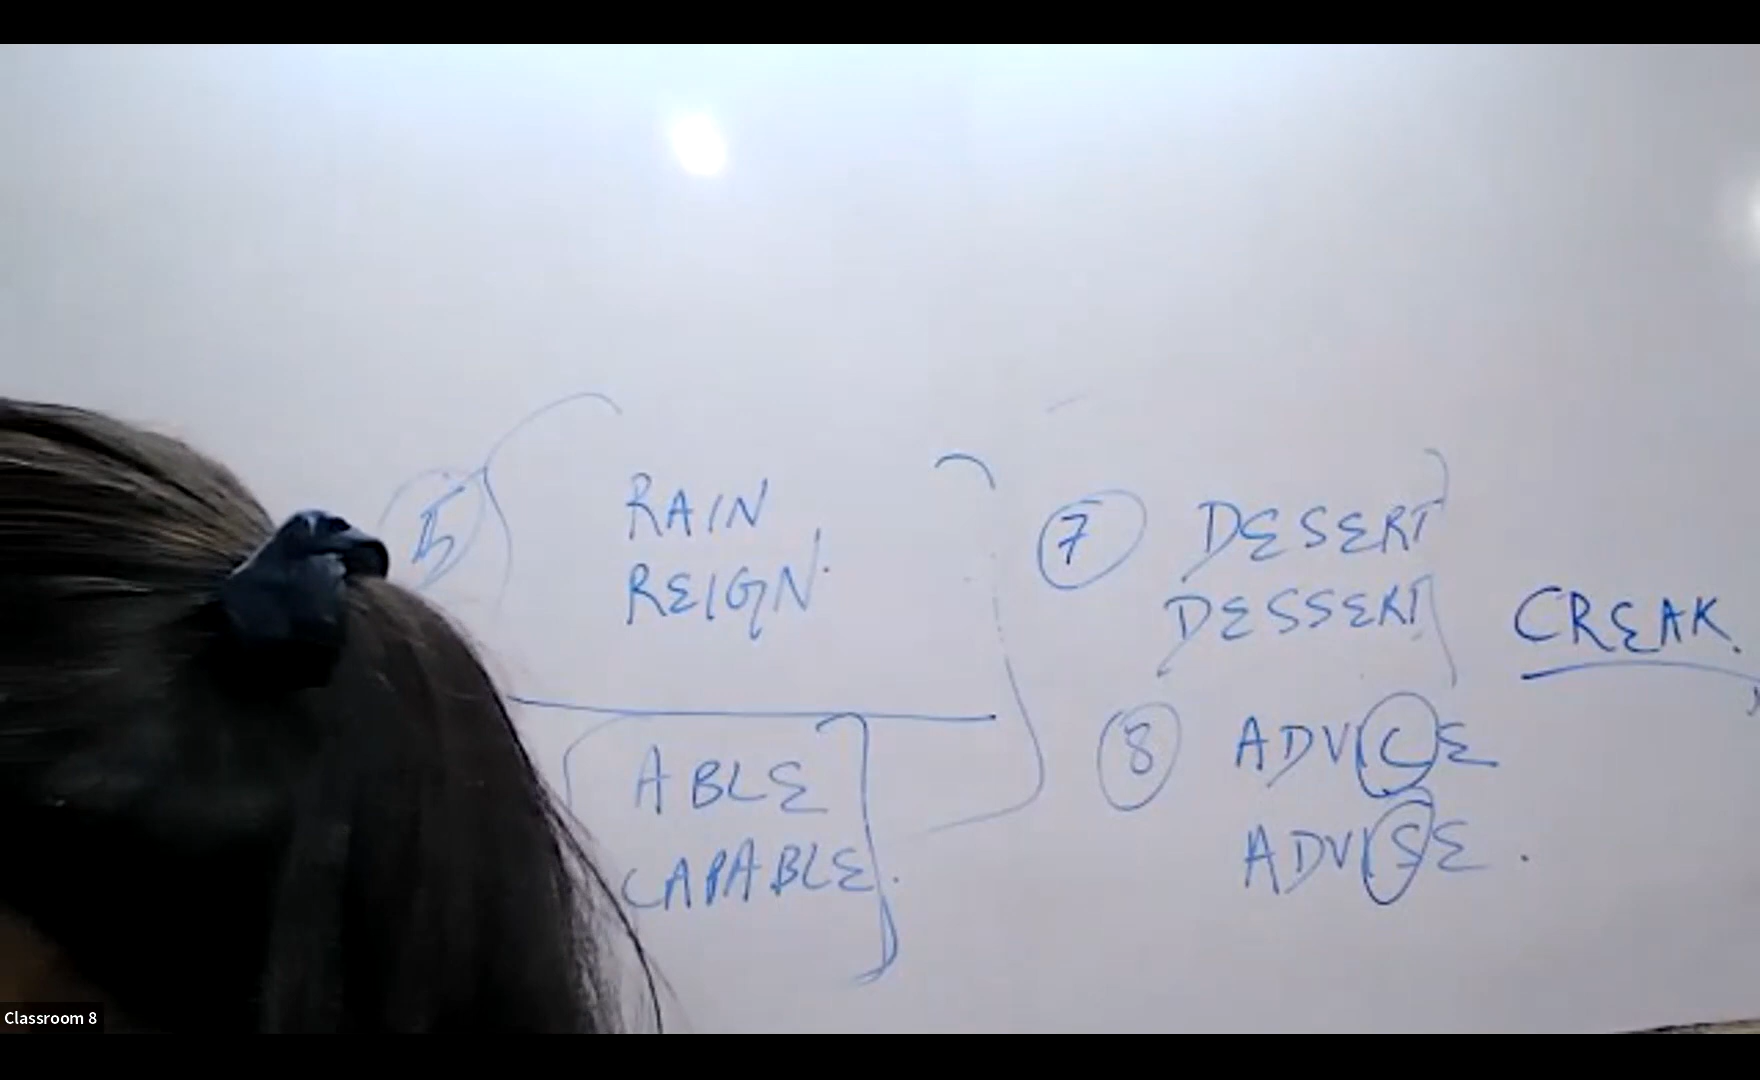 5
RAIN
REIGN.
ABLE
CAPABLE.
7 DESERT
DESSERT
8 ADVICE
ADVISE.
CREAK.
Classroom 8